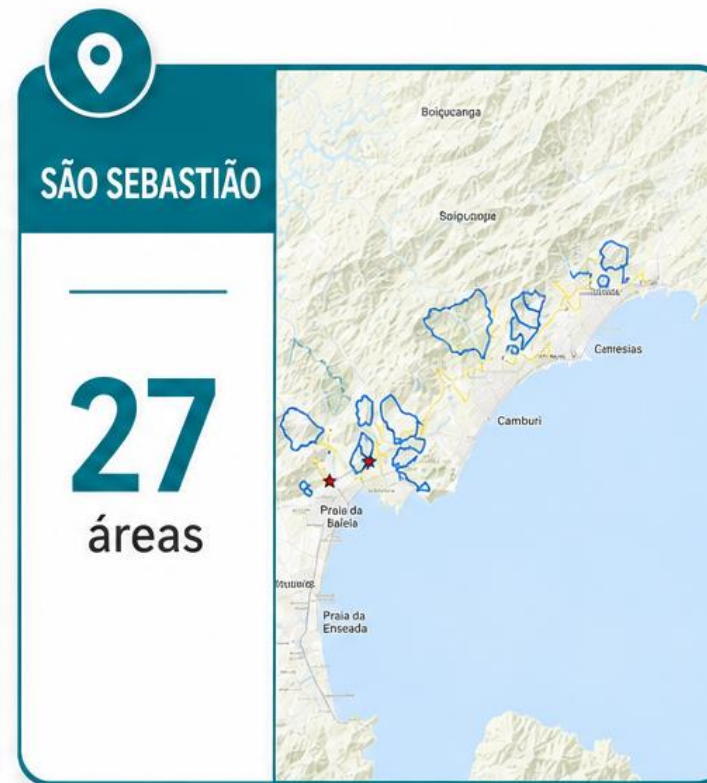 SÃO SEBASTIÃO
27
áreas
Boiçucanga
Camburi
Praia da
Baleia
Praia da
Enseada